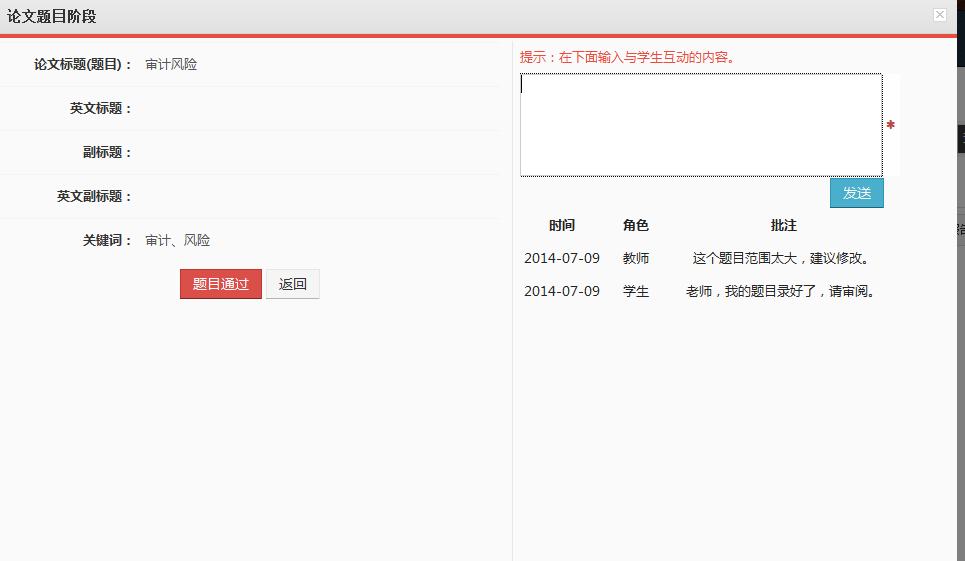 论文题目阶段
论文标题(题目)： 审计风险
英文标题：
副标题：
英文副标题：
关键词： 审计、风险
题目通过 返回
提示：在下面输入与学生互动的内容。
*
发送
时间 角色 批注
2014-07-09 教师 这个题目范围太大，建议修改。
2014-07-09 学生 老师，我的题目录好了，请审阅。